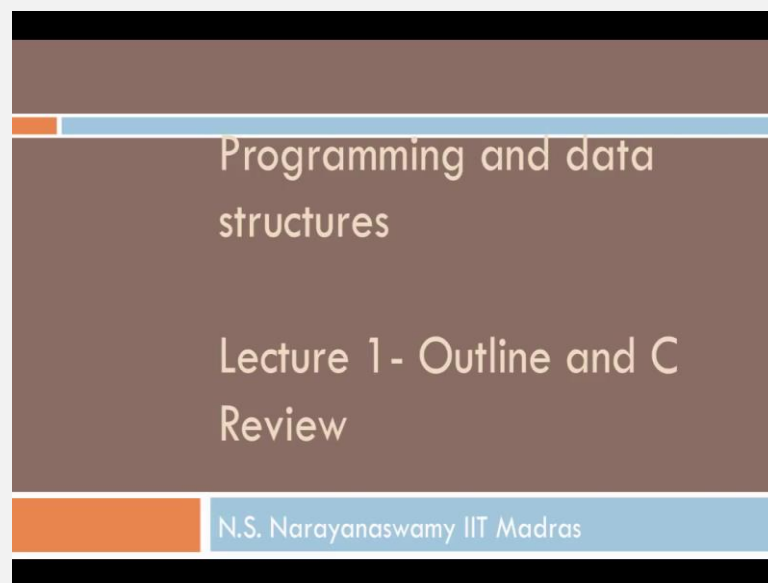 Programming and data
structures
Lecture 1- Outline and C
Review
N.S. Narayanaswamy IIT Madras